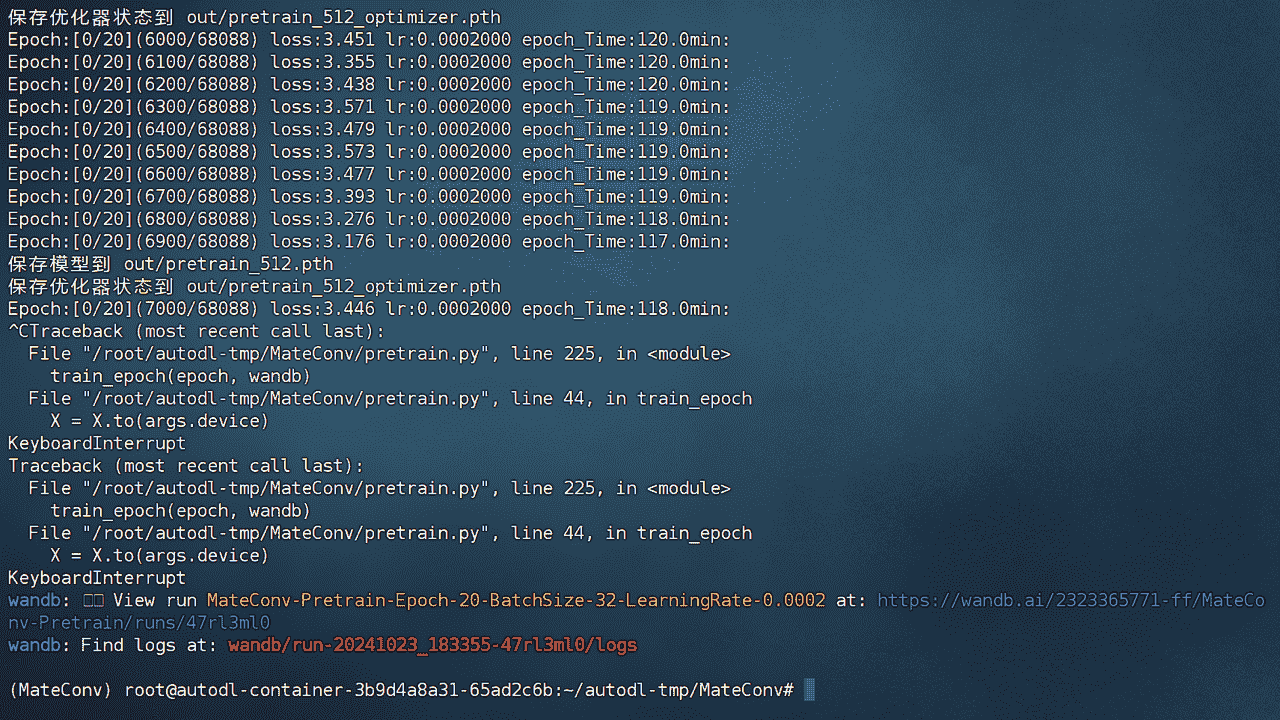 保存优化器状态到 out/pretrain_512_optimizer.pth
Epoch:[0/20](6000/68088) loss:3.451 lr:0.0002000 epoch_Time:120.0min:
Epoch:[0/20](6100/68088) loss:3.355 lr:0.0002000 epoch_Time:120.0min:
Epoch:[0/20](6200/68088) loss:3.438 lr:0.0002000 epoch_Time:120.0min:
Epoch:[0/20](6300/68088) loss:3.571 lr:0.0002000 epoch_Time:119.0min:
Epoch:[0/20](6400/68088) loss:3.479 lr:0.0002000 epoch_Time:119.0min:
Epoch:[0/20](6500/68088) loss:3.573 lr:0.0002000 epoch_Time:119.0min:
Epoch:[0/20](6600/68088) loss:3.477 lr:0.0002000 epoch_Time:119.0min:
Epoch:[0/20](6700/68088) loss:3.393 lr:0.0002000 epoch_Time:119.0min:
Epoch:[0/20](6800/68088) loss:3.276 lr:0.0002000 epoch_Time:118.0min:
Epoch:[0/20](6900/68088) loss:3.176 lr:0.0002000 epoch_Time:117.0min:
保存模型到 out/pretrain_512.pth
保存优化器状态到 out/pretrain_512_optimizer.pth
Epoch:[0/20](7000/68088) loss:3.446 lr:0.0002000 epoch_Time:118.0min:
^CTraceback (most recent call last):
  File "/root/autodl-tmp/MateConv/pretrain.py", line 225, in <module>
    train_epoch(epoch, wandb)
  File "/root/autodl-tmp/MateConv/pretrain.py", line 44, in train_epoch
    X = X.to(args.device)
KeyboardInterrupt
Traceback (most recent call last):
  File "/root/autodl-tmp/MateConv/pretrain.py", line 225, in <module>
    train_epoch(epoch, wandb)
  File "/root/autodl-tmp/MateConv/pretrain.py", line 44, in train_epoch
    X = X.to(args.device)
KeyboardInterrupt
wandb: View run MateConv-Pretrain-Epoch-20-BatchSize-32-LearningRate-0.0002 at: https://wandb.ai/2323365771-ff/MateCo
nv-Pretrain/runs/47rl3ml0
wandb: Find logs at: wandb/run-20241023_183355-47rl3ml0/logs
(MateConv) root@autodl-container-3b9d4a8a31-65ad2c6b:~/autodl-tmp/MateConv#